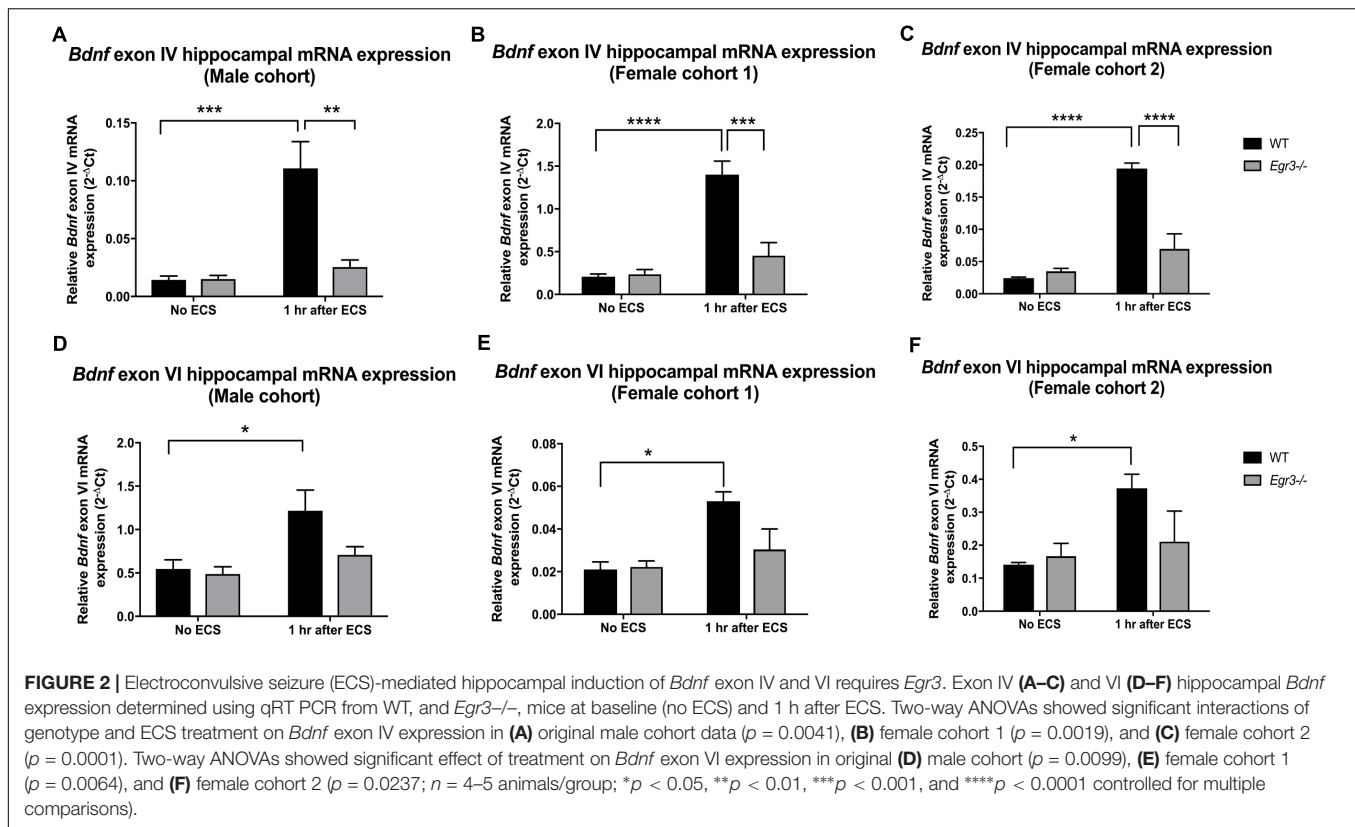 A
Bdnf exon IV hippocampal mRNA expression
(Male cohort)
Relative Bdnf exon IV mRNA
expression (2-ΔCt)
0.15
0.10
0.05
0.00
***
**
No ECS
1 hr after ECS
B
Bdnf exon IV hippocampal mRNA expression
(Female cohort 1)
Relative Bdnf exon IV mRNA
expression (2-ΔCt)
2.0
1.5
1.0
0.5
0.0
****
***
No ECS
1 hr after ECS
C
Bdnf exon IV hippocampal mRNA expression
(Female cohort 2)
Relative Bdnf exon IV mRNA
expression (2-ΔCt)
0.25
0.20
0.15
0.10
0.05
0.00
****
****
No ECS
1 hr after ECS
WT
Egr3-/-
D
Bdnf exon VI hippocampal mRNA expression
(Male cohort)
Relative Bdnf exon VI mRNA
expression (2-ΔCt)
2.0
1.5
1.0
0.5
0.0
*
No ECS
1 hr after ECS
E
Bdnf exon VI hippocampal mRNA expression
(Female cohort 1)
Relative Bdnf exon VI mRNA
expression (2-ΔCt)
0.08
0.06
0.04
0.02
0.00
*
No ECS
1 hr after ECS
F
Bdnf exon VI hippocampal mRNA expression
(Female cohort 2)
Relative Bdnf exon VI mRNA
expression (2-ΔCt)
0.5
0.4
0.3
0.2
0.1
0.0
*
No ECS
1 hr after ECS
WT
Egr3-/-
FIGURE 2 | Electroconvulsive seizure (ECS)-mediated hippocampal induction of Bdnf exon IV and VI requires Egr3. Exon IV (A–C) and VI (D–F) hippocampal Bdnf
expression determined using qRT PCR from WT, and Egr3−/−, mice at baseline (no ECS) and 1 h after ECS. Two-way ANOVAs showed significant interactions of
genotype and ECS treatment on Bdnf exon IV expression in (A) original male cohort data (p = 0.0041), (B) female cohort 1 (p = 0.0019), and (C) female cohort 2
(p = 0.0001). Two-way ANOVAs showed significant effect of treatment on Bdnf exon VI expression in original (D) male cohort (p = 0.0099), (E) female cohort 1
(p = 0.0064), and (F) female cohort 2 (p = 0.0237; n = 4–5 animals/group; *p < 0.05, **p < 0.01, ***p < 0.001, and ****p < 0.0001 controlled for multiple
comparisons).